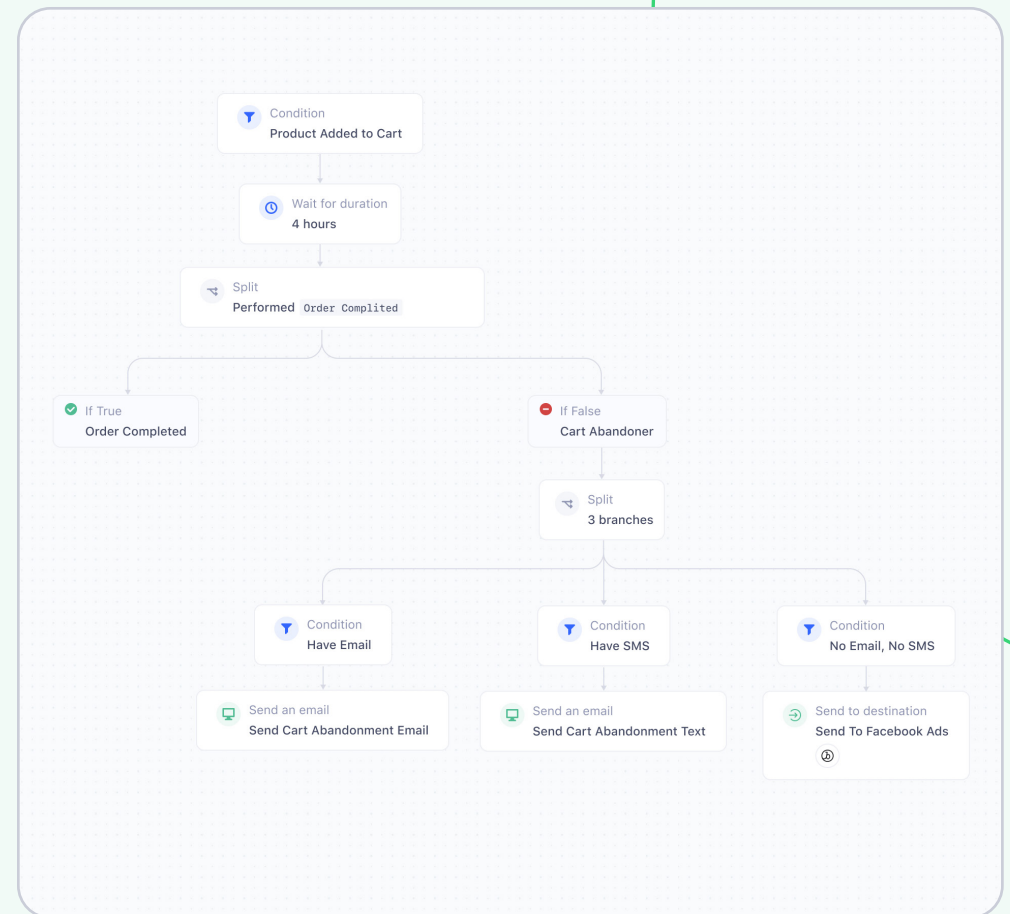 Condition
Product Added to Cart
Wait for duration
4 hours
Split
Performed Order Complited
If True
Order Completed
If False
Cart Abandoner
Split
3 branches
Condition
Have Email
Condition
Have SMS
Condition
No Email, No SMS
Send an email
Send Cart Abandonment Email
Send an email
Send Cart Abandonment Text
Send to destination
Send To Facebook Ads